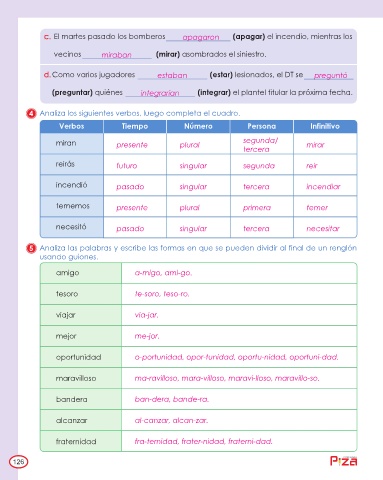 c. El martes pasado los bomberos apagaron (apagar) el incendio, mientras los
vecinos miraban (mirar) asombrados el siniestro.
d. Como varios jugadores estaban (estar) lesionados, el DT se preguntó
(preguntar) quiénes integrarían (integrar) el plantel titular la próxima fecha.
4 Analiza los siguientes verbos, luego completa el cuadro.
Verbos Tiempo Número Persona Infinitivo
miran presente plural segunda/ tercera mirar
reirás futuro singular segunda reír
incendió pasado singular tercera incendiar
tememos presente plural primera temer
necesitó pasado singular tercera necesitar
5 Analiza las palabras y escribe las formas en que se pueden dividir al final de un renglón
usando guiones.
amigo a-migo, ami-go.
tesoro te-soro, teso-ro.
viajar via-jar.
mejor me-jor.
oportunidad o-portunidad, opor-tunidad, oportu-nidad, oportuni-dad.
maravilloso ma-ravilloso, mara-villoso, maravi-lloso, maravillo-so.
bandera ban-dera, bande-ra.
alcanzar al-canzar, alcan-zar.
fraternidad fra-ternidad, frater-nidad, fraterni-dad.
126